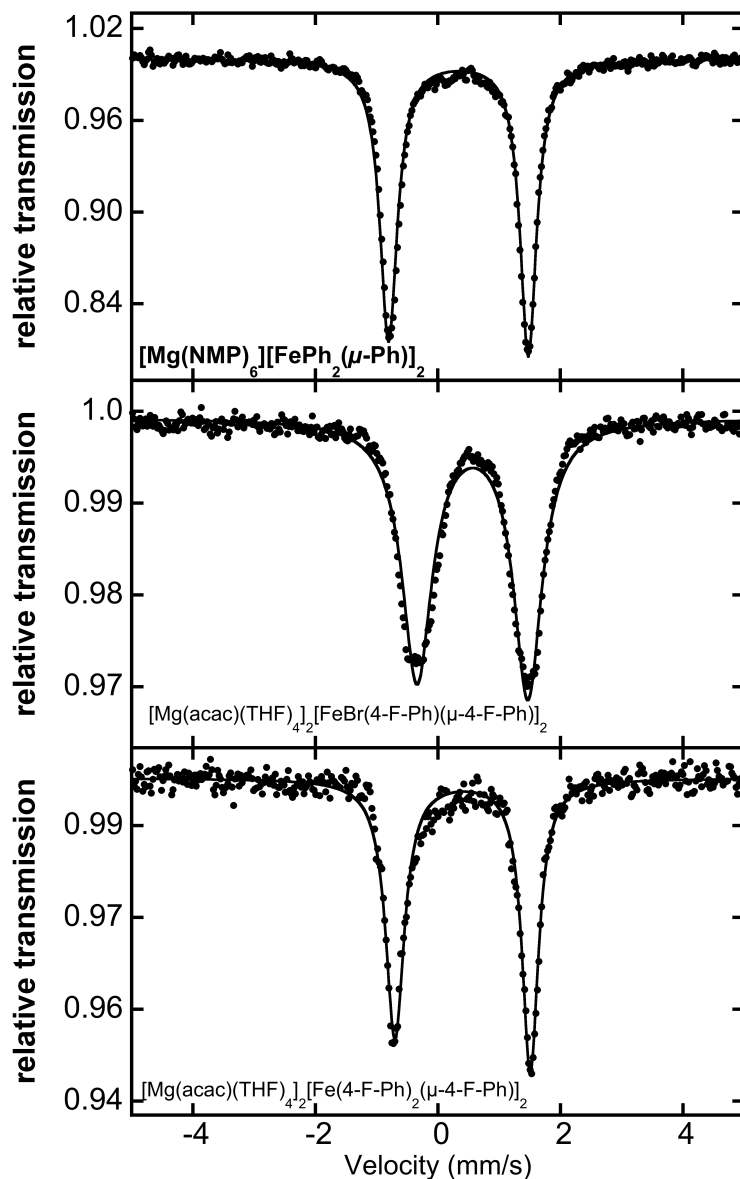 1.02
0.96
0.90
0.84
relative transmission
[Mg(NMP)6][FePh2(μ-Ph)]2
1.0
0.99
0.98
0.97
relative transmission
[Mg(acac)(THF)4]2[FeBr(4-F-Ph)(μ-4-F-Ph)]2
0.99
0.97
0.96
0.94
relative transmission
[Mg(acac)(THF)4]2[Fe(4-F-Ph)2(μ-4-F-Ph)]2
-4 -2 0 2 4
Velocity (mm/s)